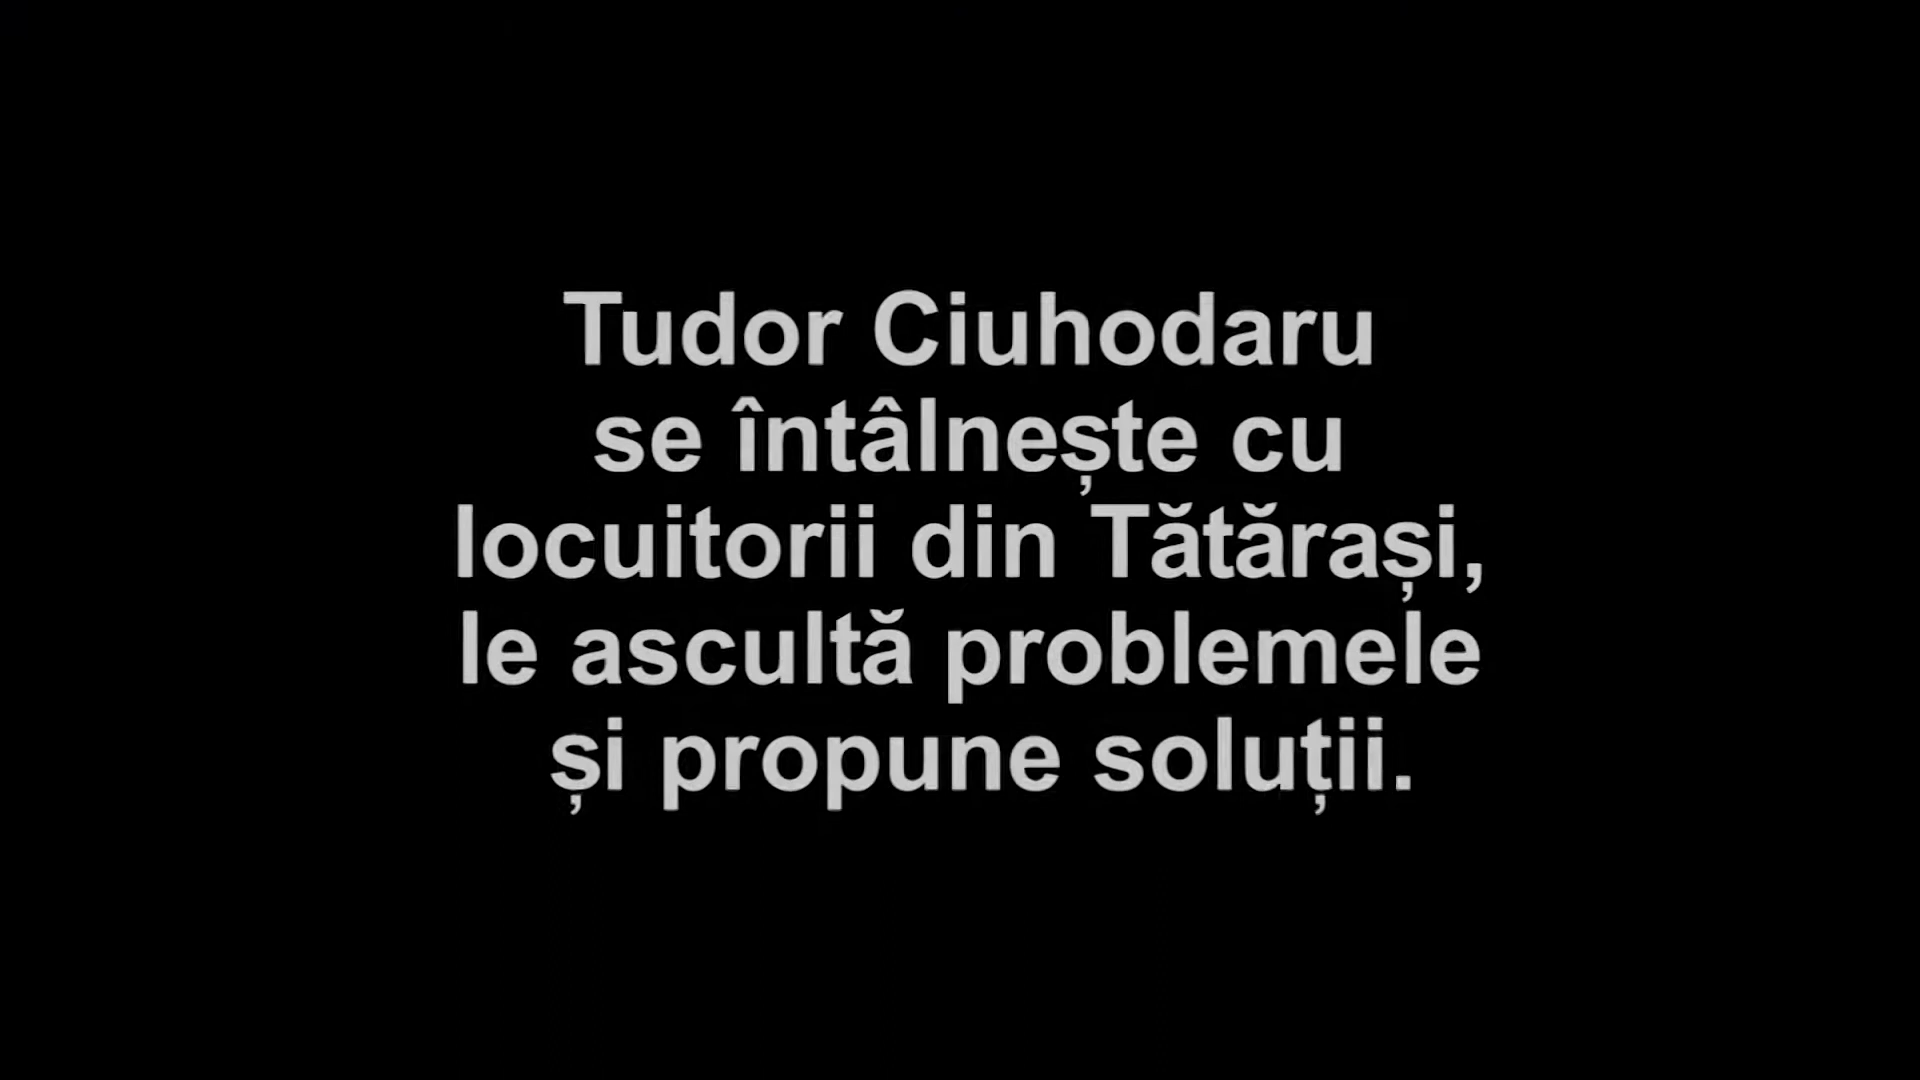 Tudor Ciuhodaru
se întâlnește cu
locuitorii din Tătărași,
le ascultă problemele
și propune soluții.